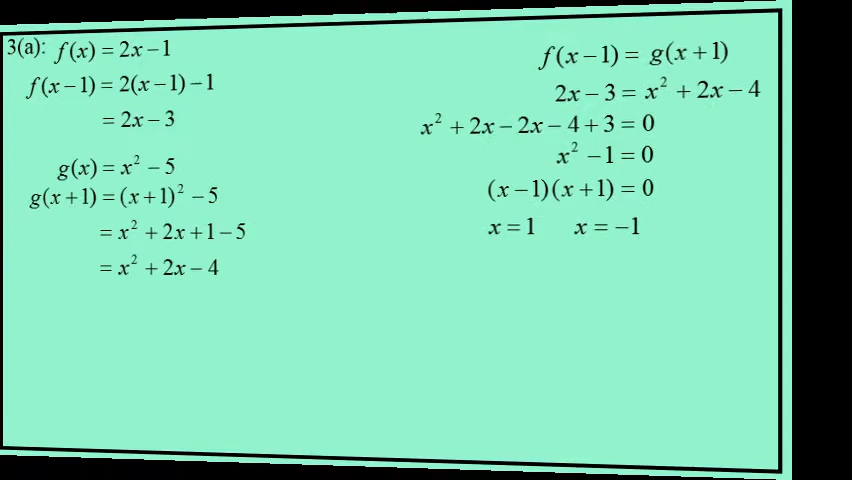 3(a): f(x) = 2x − 1
f(x − 1) = 2(x − 1) − 1
= 2x − 3
g(x) = x² − 5
g(x + 1) = (x + 1)² − 5
= x² + 2x + 1 − 5
= x² + 2x − 4
f(x − 1) = g(x + 1)
2x − 3 = x² + 2x − 4
x² + 2x − 2x − 4 + 3 = 0
x² − 1 = 0
(x − 1)(x + 1) = 0
x = 1 x = −1